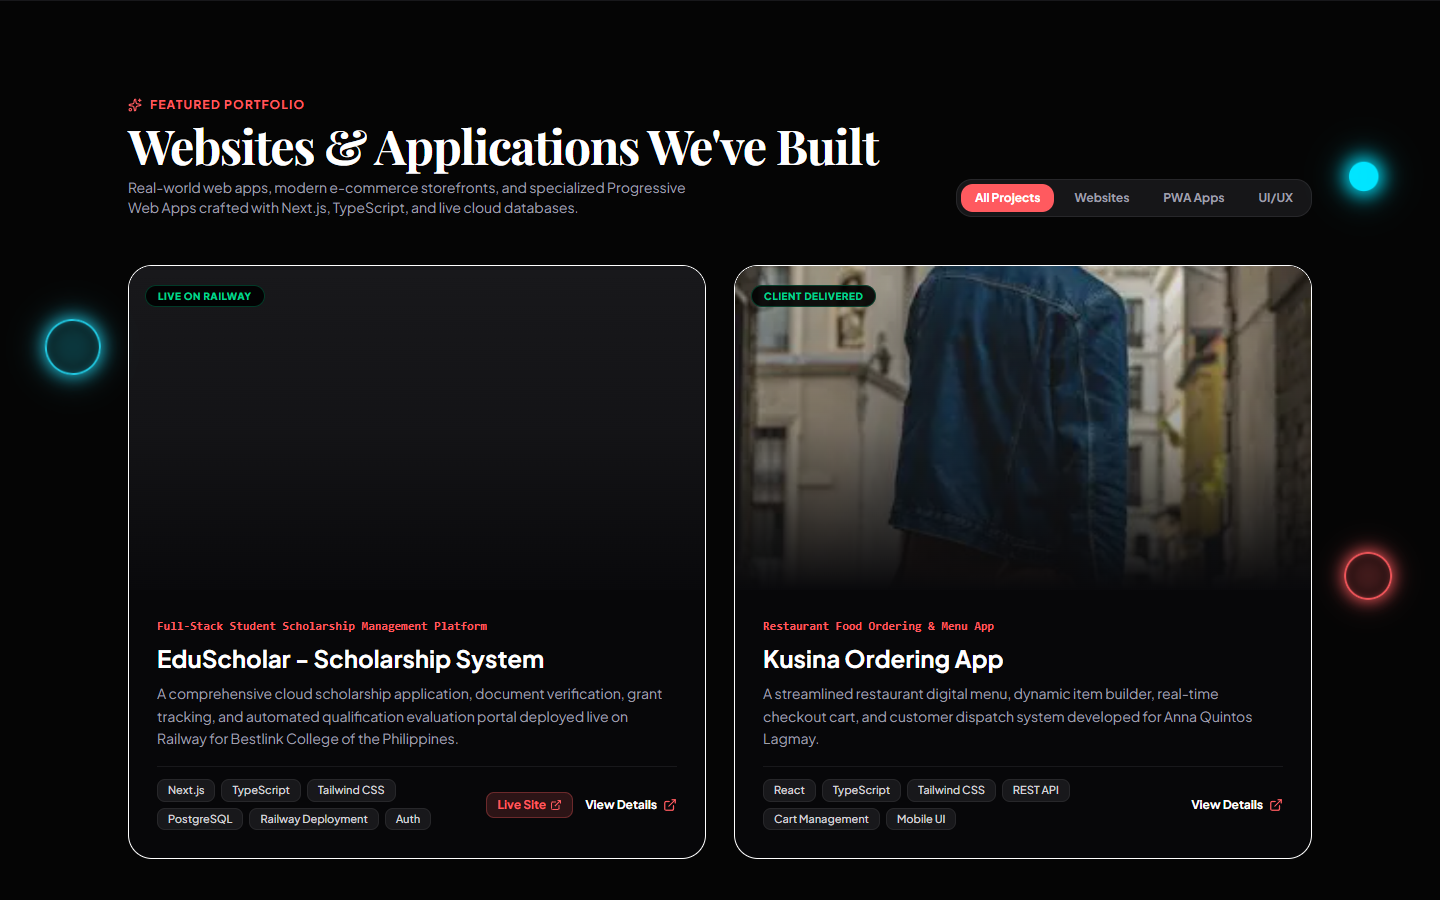 FEATURED PORTFOLIO
Websites & Applications We've Built
Real-world web apps, modern e-commerce storefronts, and specialized Progressive
Web Apps crafted with Next.js, TypeScript, and live cloud databases.
All Projects
Websites
PWA Apps
UI/UX
LIVE ON RAILWAY
Full-Stack Student Scholarship Management Platform
EduScholar - Scholarship System
A comprehensive cloud scholarship application, document verification, grant
tracking, and automated qualification evaluation portal deployed live on
Railway for Bestlink College of the Philippines.
Next.js
TypeScript
Tailwind CSS
PostgreSQL
Railway Deployment
Auth
Live Site
View Details
CLIENT DELIVERED
Restaurant Food Ordering & Menu App
Kusina Ordering App
A streamlined restaurant digital menu, dynamic item builder, real-time
checkout cart, and customer dispatch system developed for Anna Quintos
Lagmay.
React
TypeScript
Tailwind CSS
REST API
Cart Management
Mobile UI
View Details